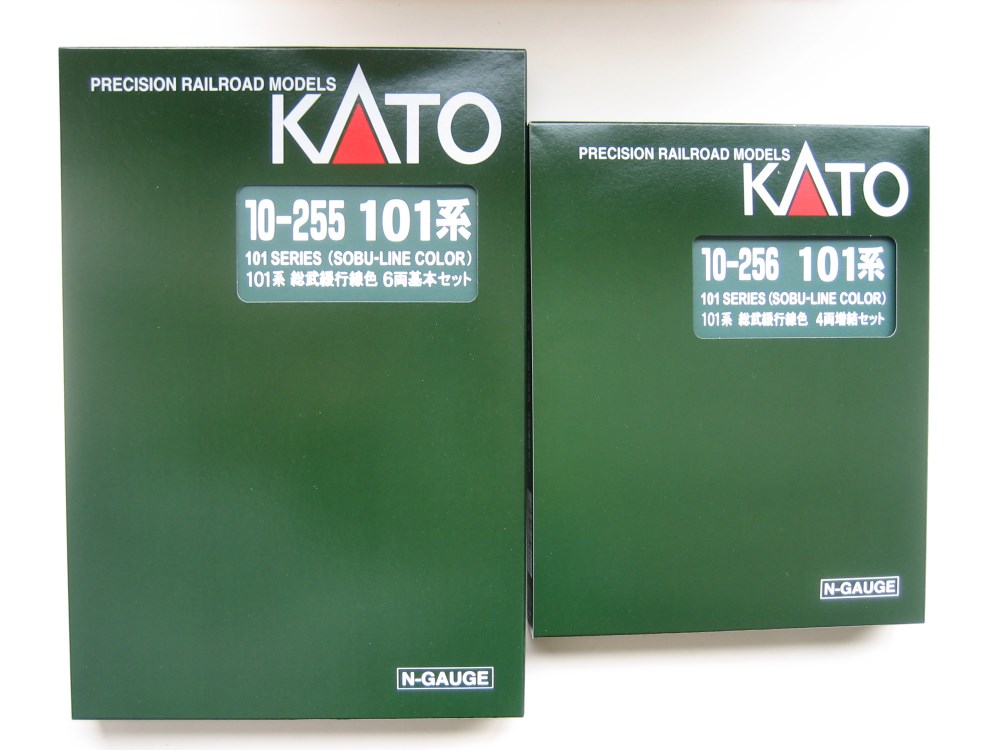 PRECISION RAILROAD MODELS
KATO
10-255 101系
101 SERIES (SOBU-LINE COLOR)
101系 総武緩行線色 6両基本セット
N-GAUGE
PRECISION RAILROAD MODELS
KATO
10-256 101系
101 SERIES (SOBU-LINE COLOR)
101系 総武緩行線色 4両増結セット
N-GAUGE